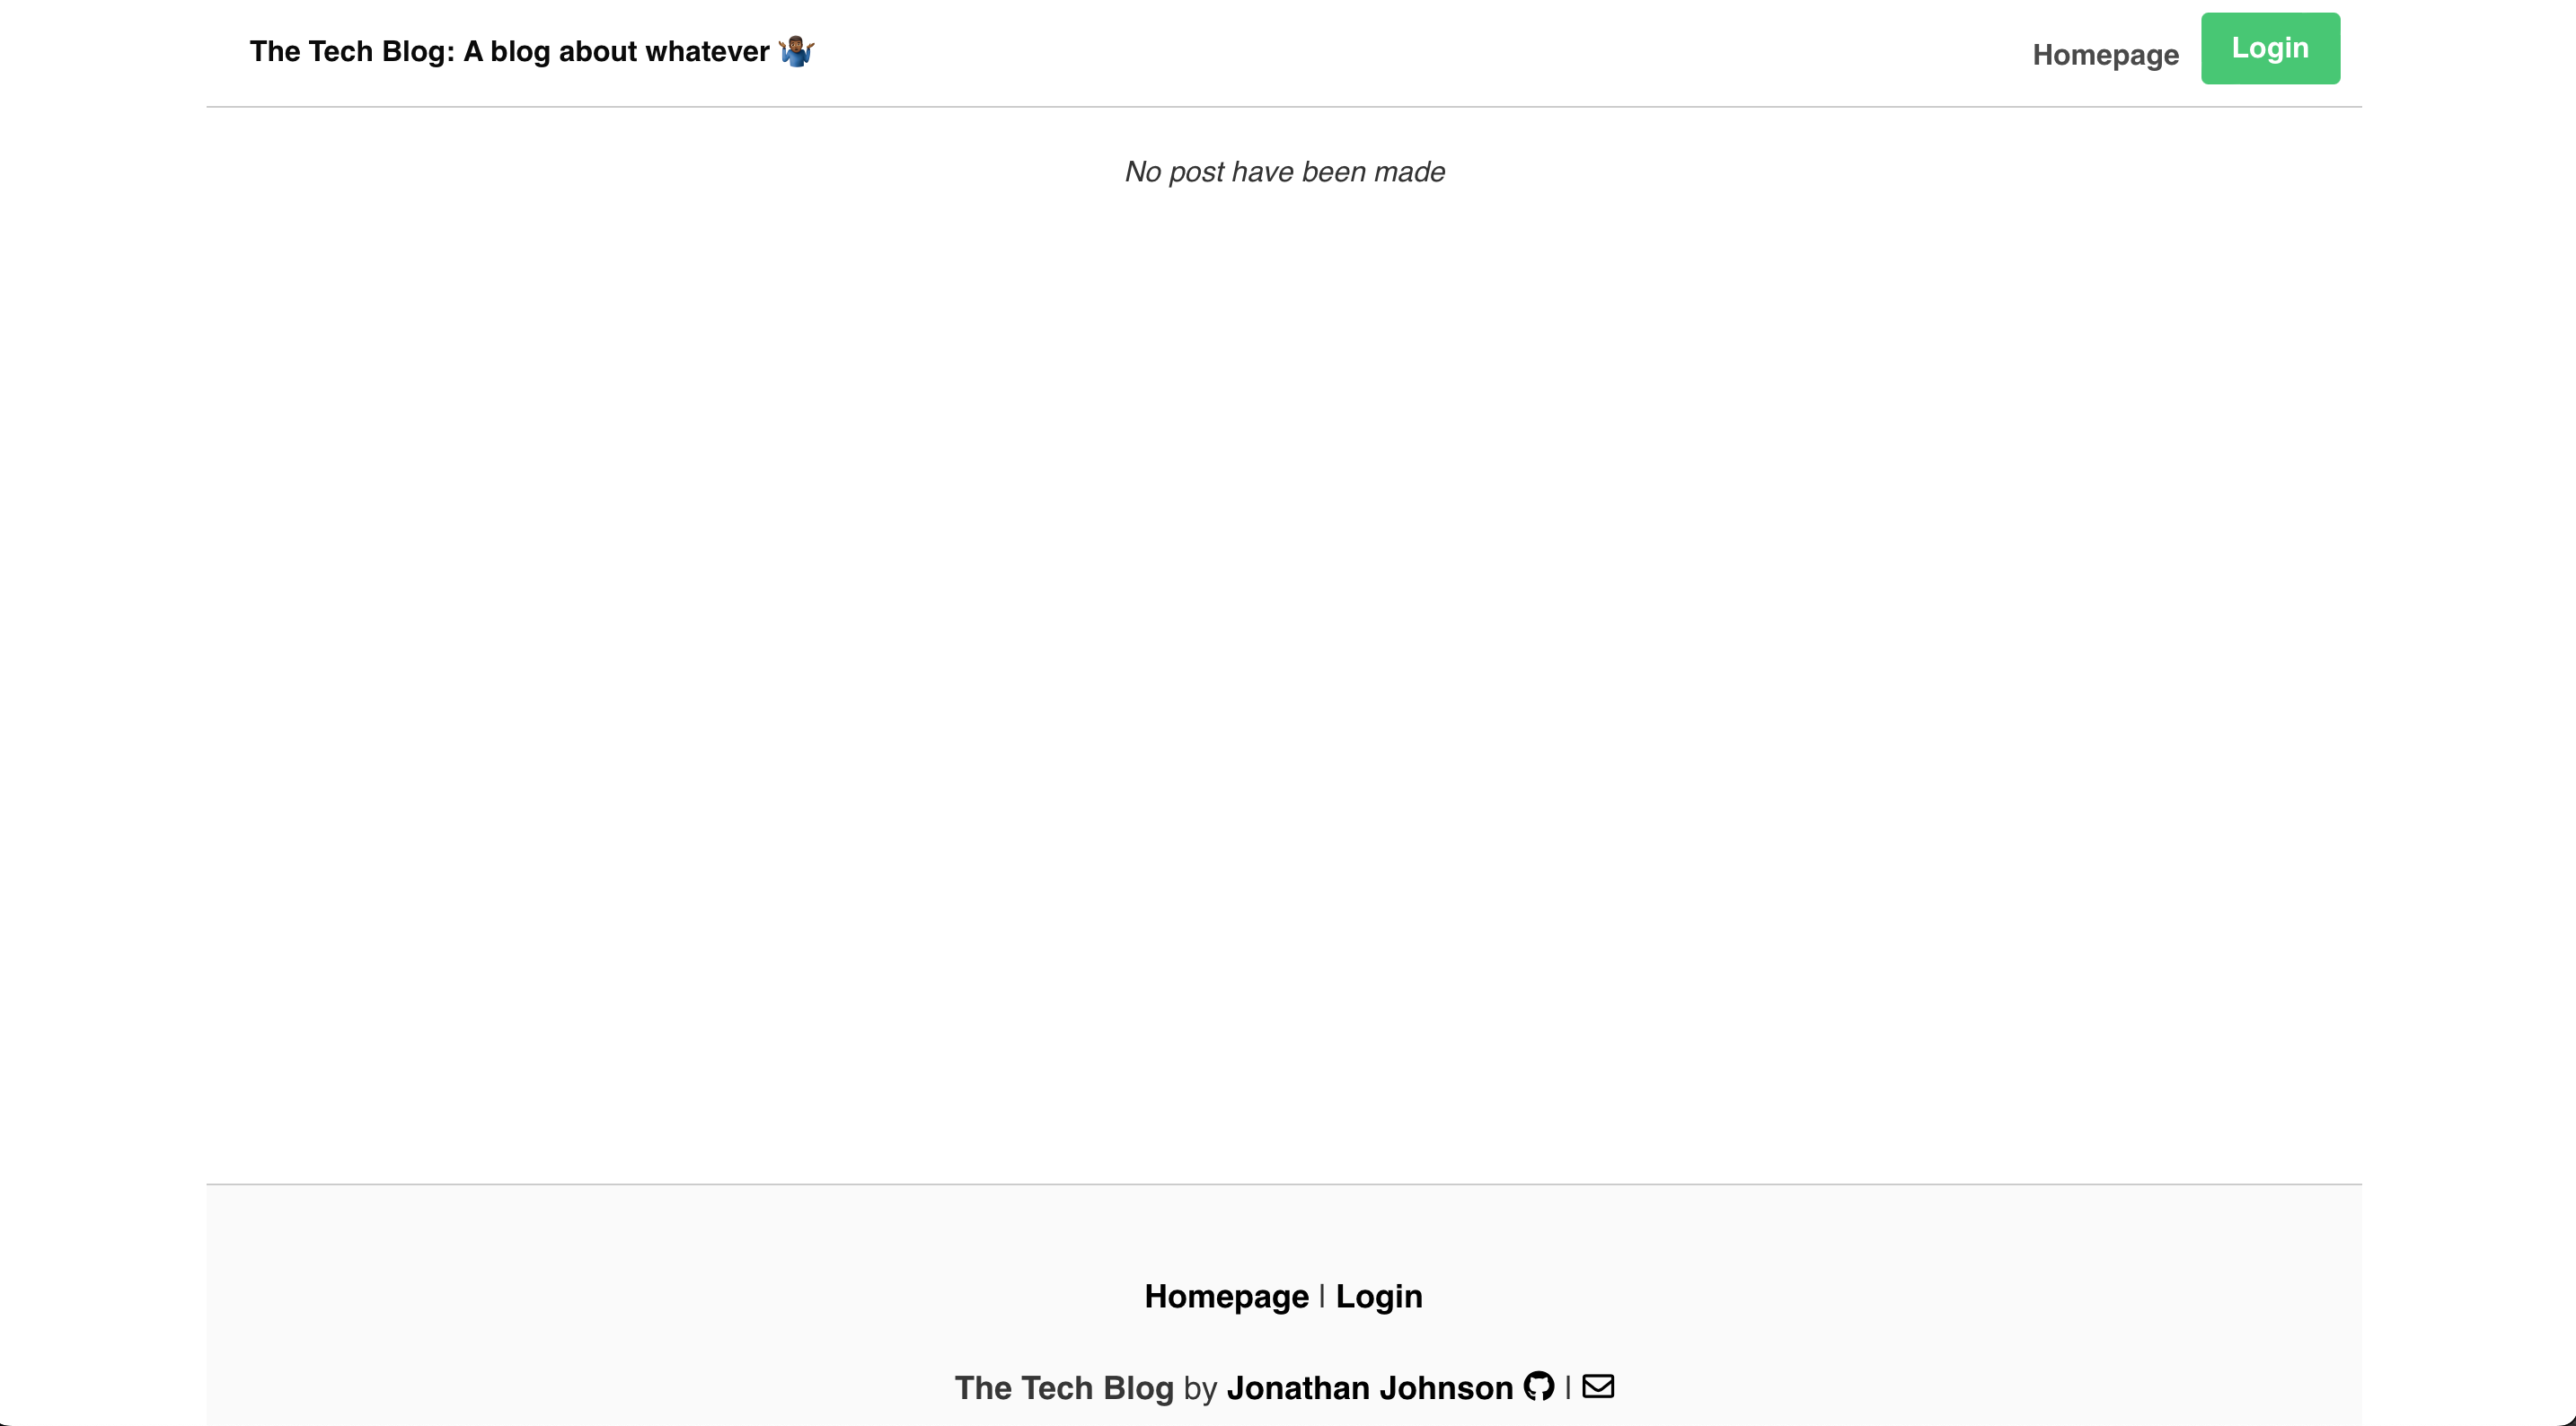 The Tech Blog: A blog about whatever 🤷🏾‍♂️
Homepage Login
No post have been made
Homepage | Login
The Tech Blog by Jonathan Johnson |